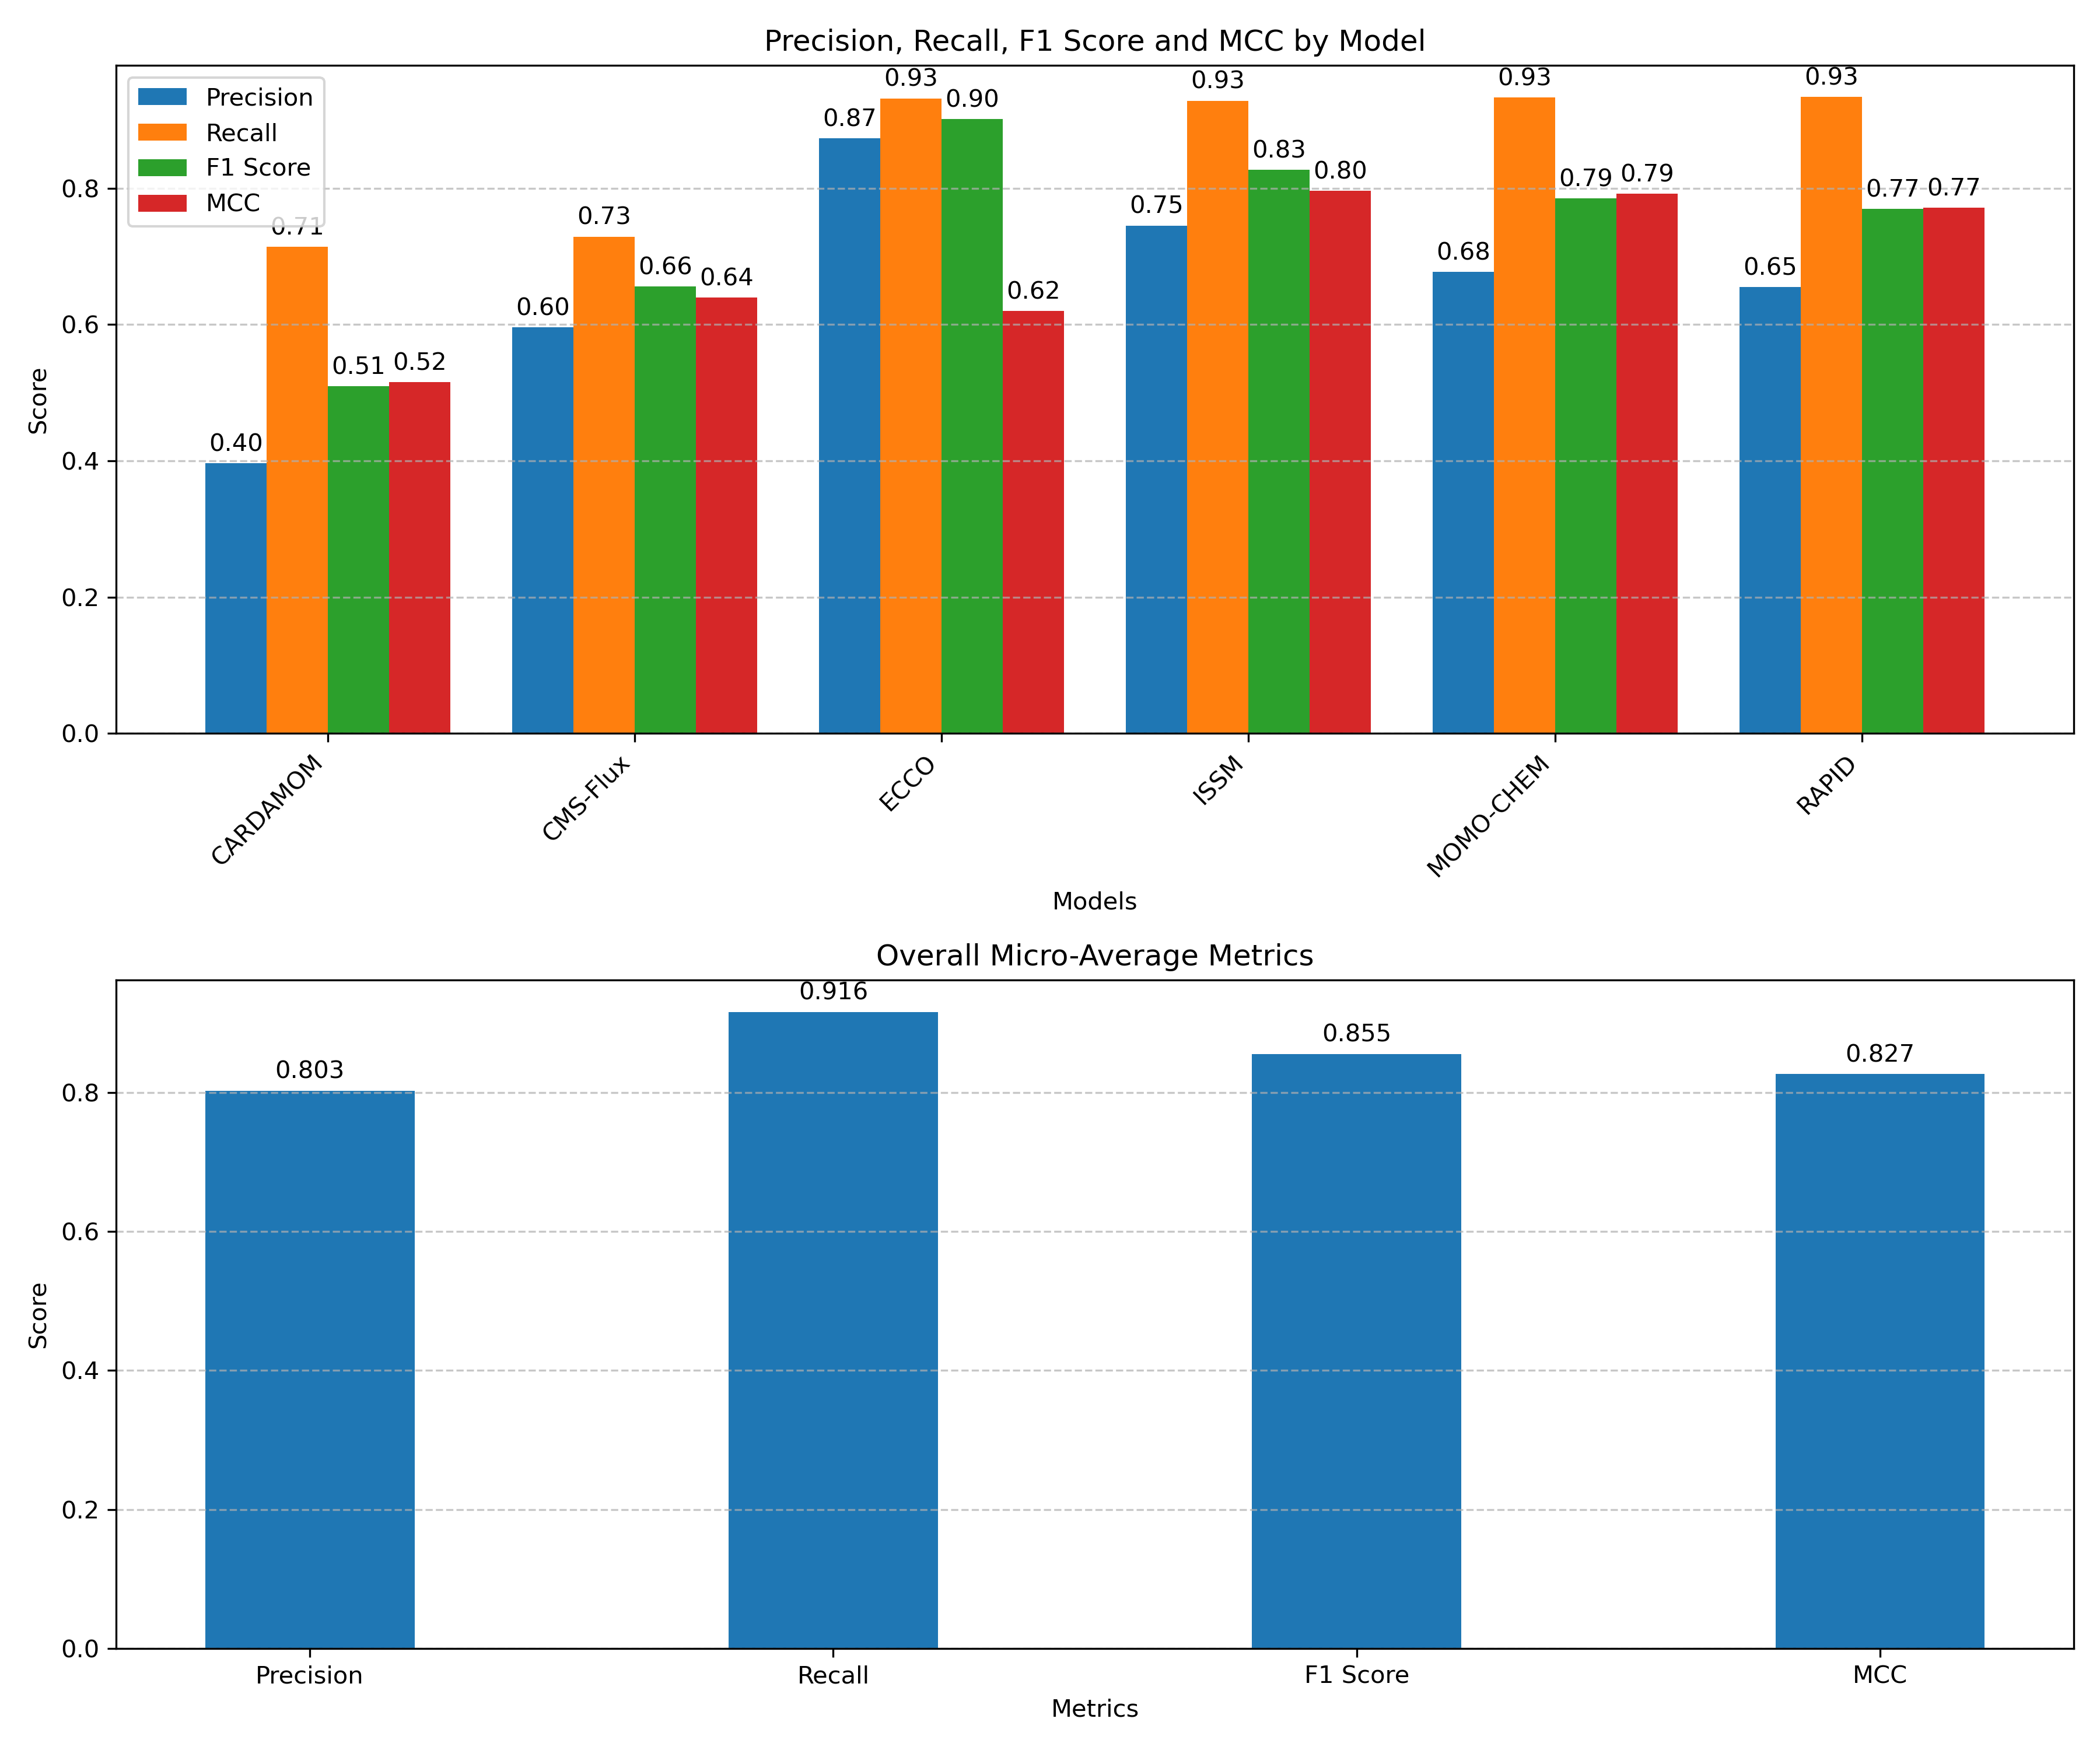 Precision, Recall, F1 Score and MCC by Model
Precision
Recall
F1 Score
MCC
Score
0.8
0.6
0.4
0.2
0.0
0.40
0.71
0.51
0.52
0.60
0.73
0.66
0.64
0.87
0.93
0.90
0.62
0.75
0.93
0.83
0.80
0.68
0.93
0.79
0.79
0.65
0.93
0.77
0.77
CARDAMOM
CMS-Flux
ECCO
ISSM
MOMO-CHEM
RAPID
Models
Overall Micro-Average Metrics
Score
0.8
0.6
0.4
0.2
0.0
0.803
0.916
0.855
0.827
Precision
Recall
F1 Score
MCC
Metrics